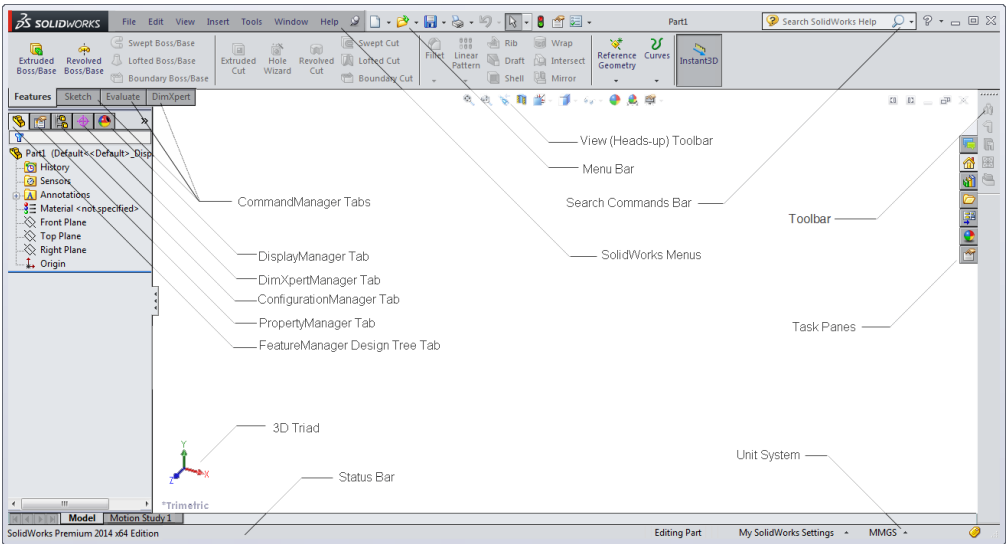 SOLIDWORKS File Edit View Insert Tools Window Help Part1 Search SolidWorks Help
Extruded Boss/Base
Revolved Boss/Base
Swept Boss/Base
Lofted Boss/Base
Boundary Boss/Base
Extruded Cut
Hole Wizard
Revolved Cut
Swept Cut
Lofted Cut
Boundary Cut
Fillet
Linear Pattern
Rib
Draft
Shell
Wrap
Intersect
Mirror
Reference Geometry
Curves
Instant3D
Features Sketch Evaluate DimXpert
Part1 (Default<<Default>_Disp
History
Sensors
Annotations
Material <not specified>
Front Plane
Top Plane
Right Plane
Origin
View (Heads-up) Toolbar
Menu Bar
CommandManager Tabs
Search Commands Bar
Toolbar
DisplayManager Tab
SolidWorks Menus
DimXpertManager Tab
ConfigurationManager Tab
PropertyManager Tab
Task Panes
FeatureManager Design Tree Tab
3D Triad
Y
X
Z
Unit System
Status Bar
*Trimetric
Model Motion Study 1
SolidWorks Premium 2014 x64 Edition Editing Part My SolidWorks Settings MMGS